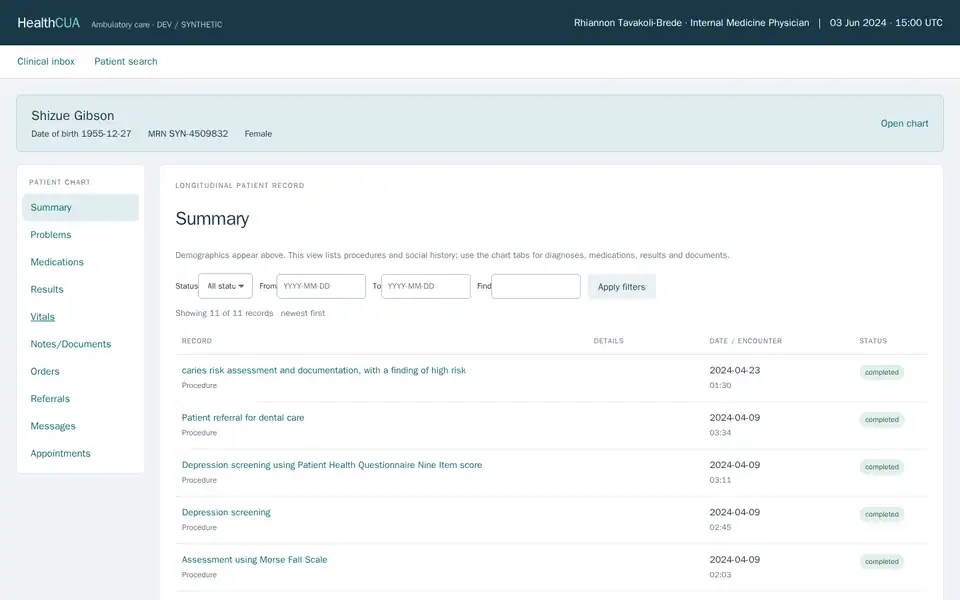 HealthCUA Ambulatory care · DEV / SYNTHETIC Rhiannon Tavakoli-Brede · Internal Medicine Physician | 03 Jun 2024 · 15:00 UTC
Clinical inbox Patient search
Shizue Gibson
Date of birth 1955-12-27 MRN SYN-4509832 Female
Open chart
PATIENT CHART
Summary
Problems
Medications
Results
Vitals
Notes/Documents
Orders
Referrals
Messages
Appointments
LONGITUDINAL PATIENT RECORD
Summary
Demographics appear above. This view lists procedures and social history; use the chart tabs for diagnoses, medications, results and documents.
Status All statu From YYYY-MM-DD To YYYY-MM-DD Find Apply filters
Showing 11 of 11 records newest first
RECORD DETAILS DATE / ENCOUNTER STATUS
caries risk assessment and documentation, with a finding of high risk 2024-04-23 completed
Procedure 01:30
Patient referral for dental care 2024-04-09 completed
Procedure 03:34
Depression screening using Patient Health Questionnaire Nine Item score 2024-04-09 completed
Procedure 03:11
Depression screening 2024-04-09 completed
Procedure 02:45
Assessment using Morse Fall Scale 2024-04-09 completed
Procedure 02:03